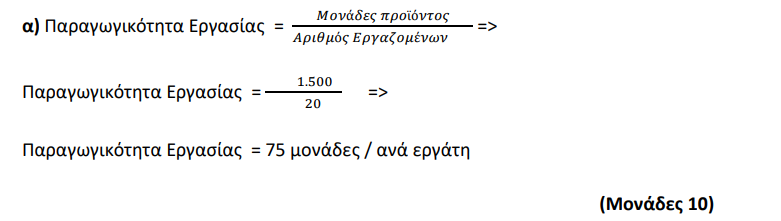 α) Παραγωγικότητα Εργασίας = Μονάδες προϊόντος / Αριθμός Εργαζομένων =>
Παραγωγικότητα Εργασίας = 1.500 / 20 =>
Παραγωγικότητα Εργασίας = 75 μονάδες / ανά εργάτη
(Μονάδες 10)